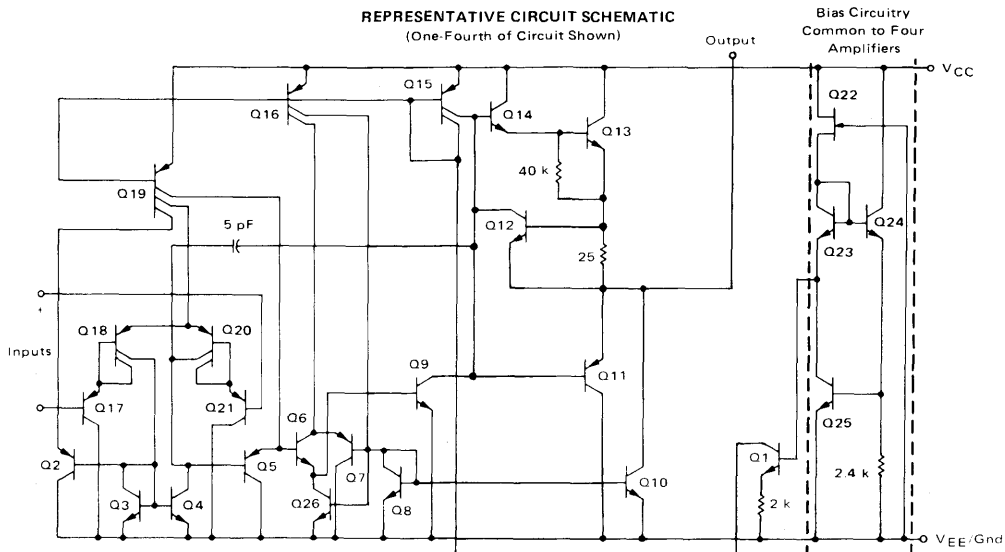 REPRESENTATIVE CIRCUIT SCHEMATIC
(One-Fourth of Circuit Shown)
Bias Circuitry
Common to Four
Amplifiers
Output
VCC
Q15
Q22
Q16
Q14
Q13
40 k
Q19
Q12
Q24
5 pF
Q23
25
+
Q18
Q20
Inputs
Q9
Q11
Q17
Q21
Q6
Q25
Q2
Q5
Q7
Q1
2.4 k
Q3
Q4
Q26
Q8
Q10
2 k
VEE/Gnd